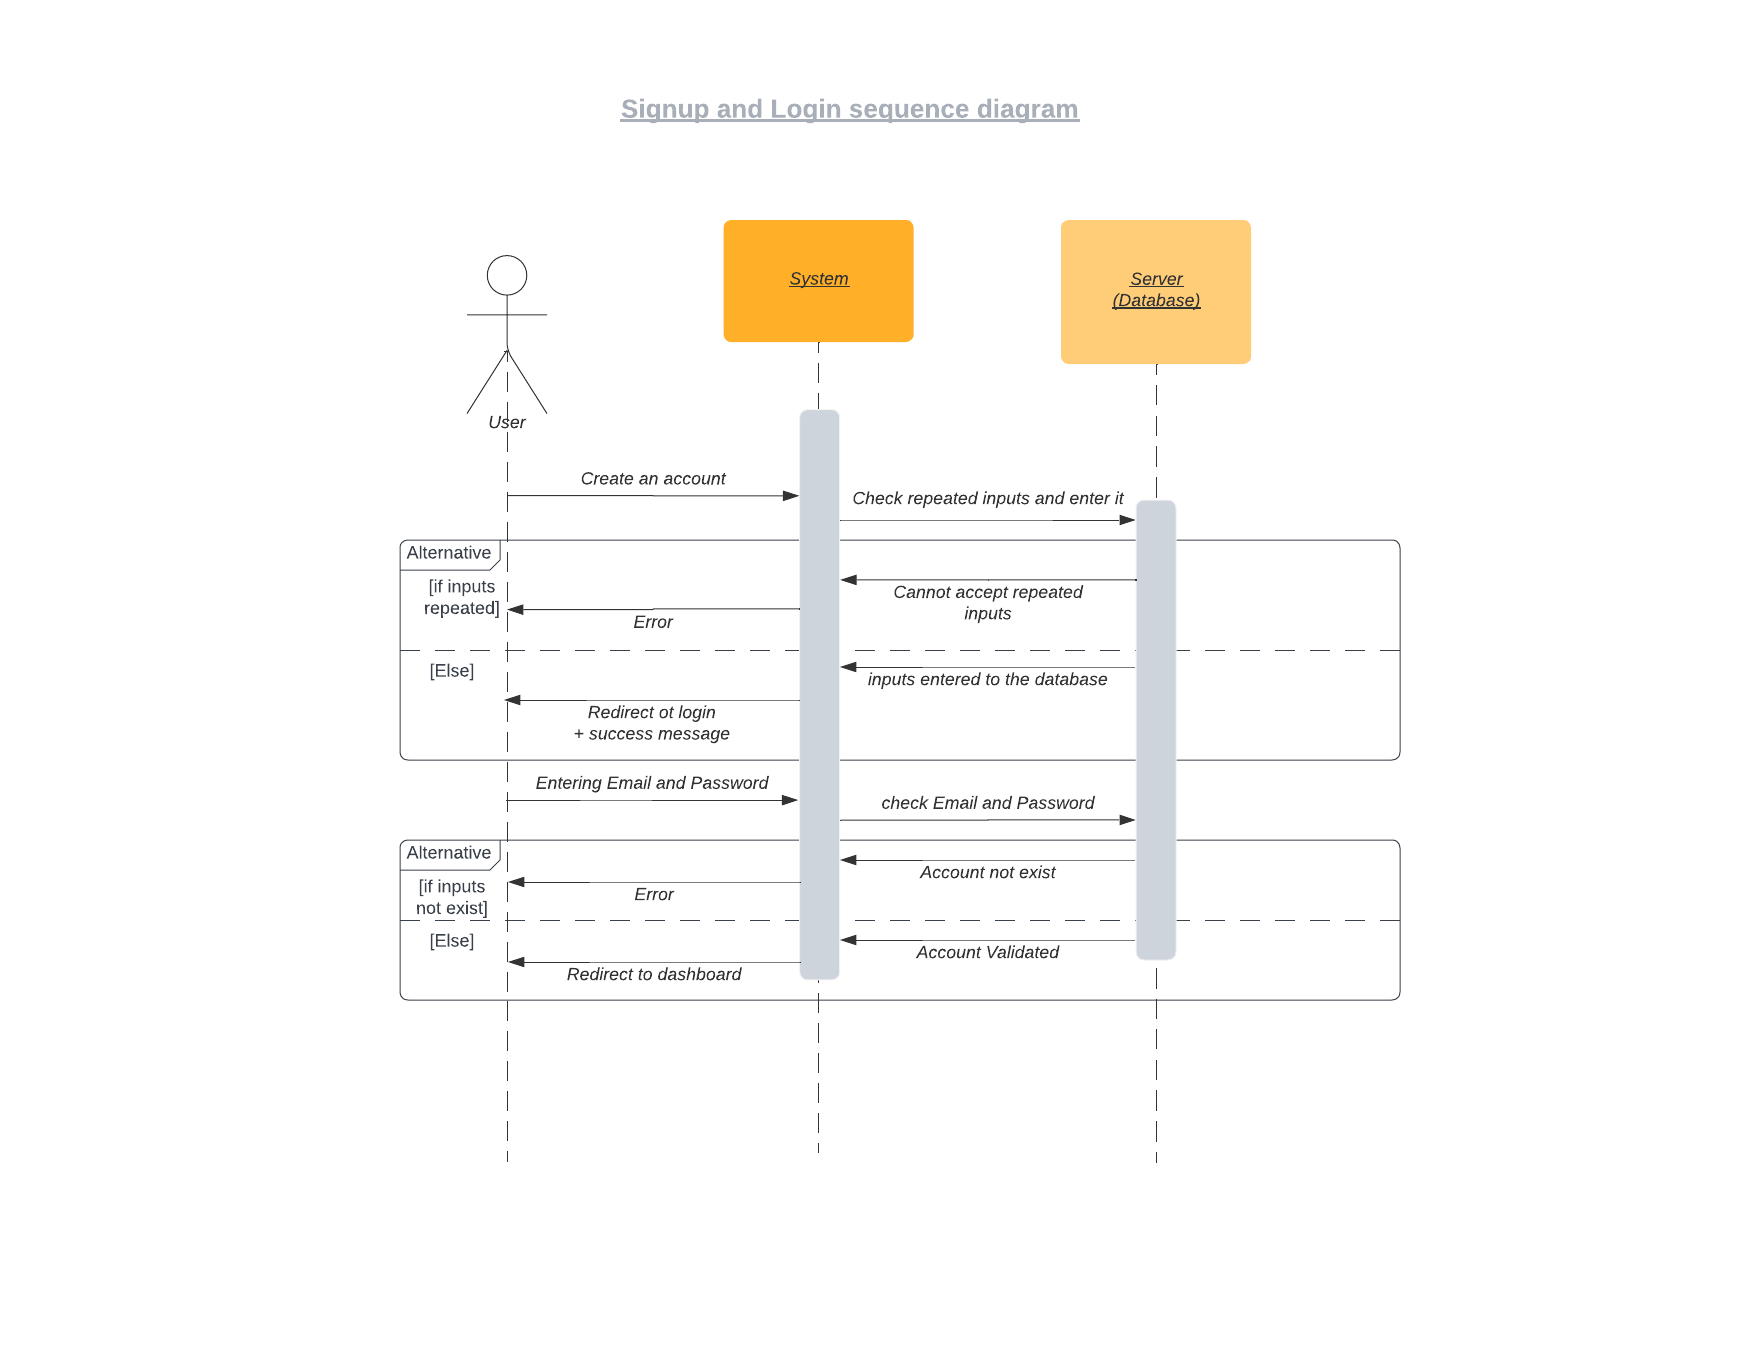 Signup and Login sequence diagram
System
Server
(Database)
User
Create an account
Check repeated inputs and enter it
Alternative
[if inputs
repeated]
Cannot accept repeated
inputs
Error
[Else]
inputs entered to the database
Redirect ot login
+ success message
Entering Email and Password
check Email and Password
Alternative
[if inputs
not exist]
Account not exist
Error
[Else]
Account Validated
Redirect to dashboard